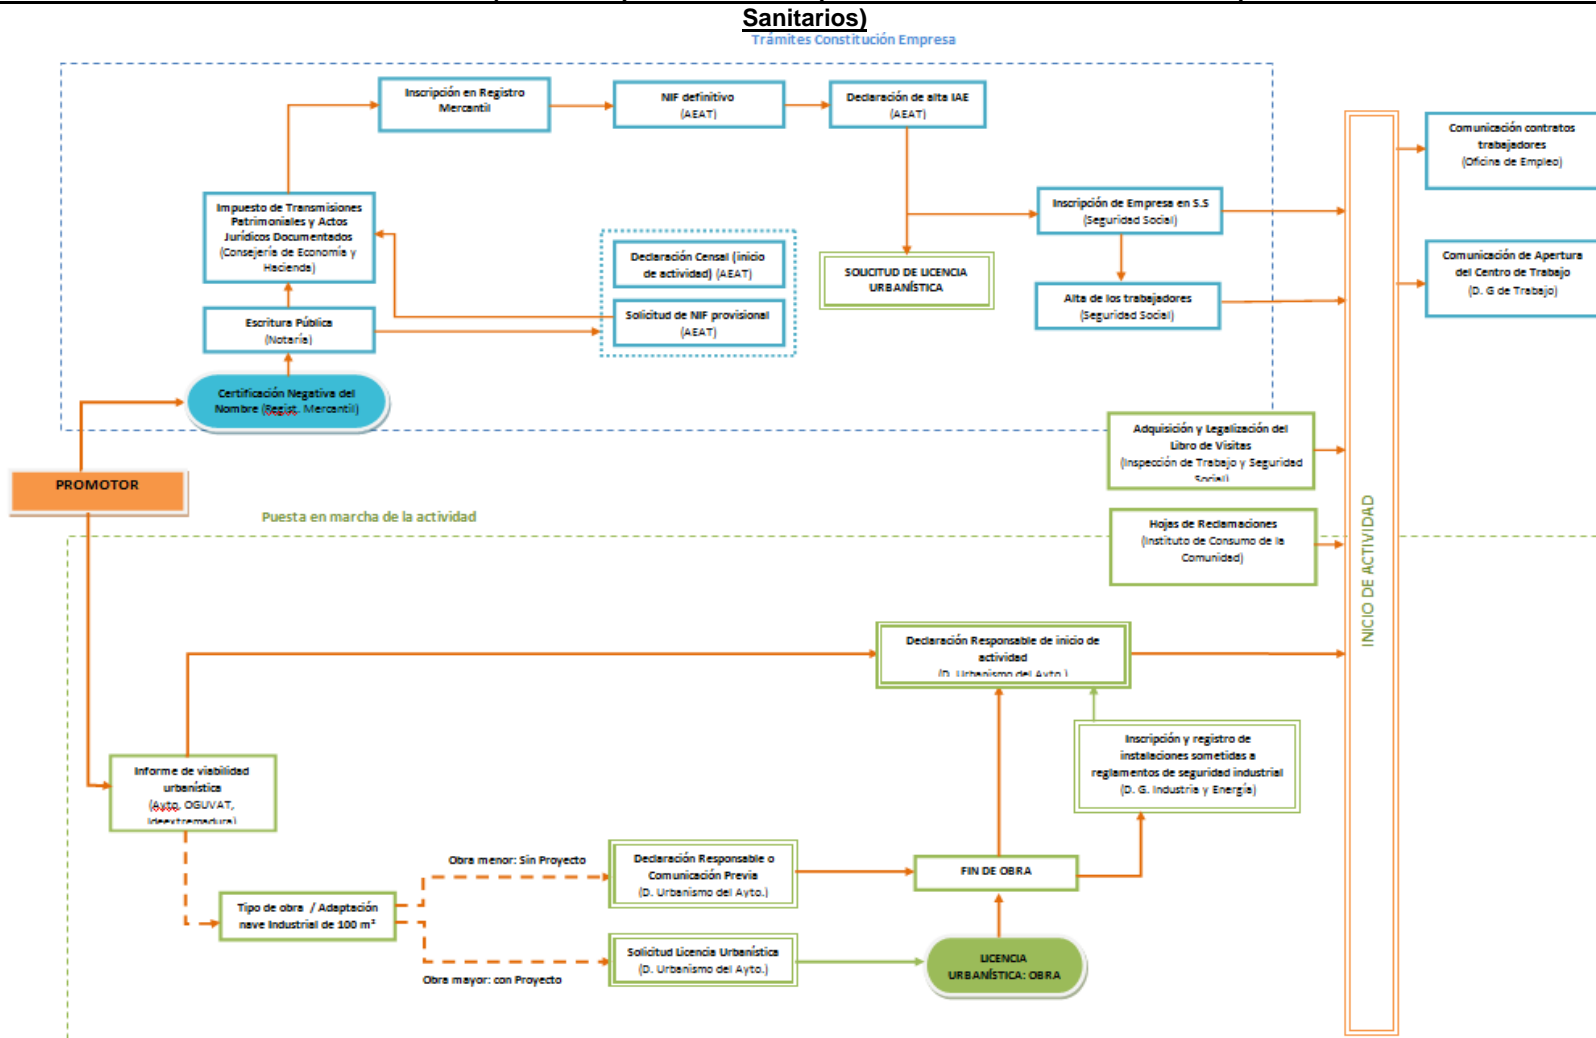 Sanitarios)
Trámites Constitución Empresa
Inscripción en Registro
Mercantil
NIF definitivo
(AEAT)
Declaración de alta IAE
(AEAT)
Comunicación contratos
trabajadores
(Oficina de Empleo)
Impuesto de Transmisiones
Patrimoniales y Actos
Jurídicos Documentados
(Consejería de Economía y
Hacienda)
Declaración Censal (inicio
de actividad) (AEAT)
Solicitud de NIF provisional
(AEAT)
SOLICITUD DE LICENCIA
URBANÍSTICA
Inscripción de Empresa en S.S
(Seguridad Social)
Alta de los trabajadores
(Seguridad Social)
Comunicación de Apertura
del Centro de Trabajo
(D. G de Trabajo)
Escritura Pública
(Notaría)
Certificación Negativa del
Nombre (Regist. Mercantil)
Adquisición y Legalización del
Libro de Visitas
(Inspección de Trabajo y Seguridad
Social)
PROMOTOR
Puesta en marcha de la actividad
Hojas de Reclamaciones
(Instituto de Consumo de la
Comunidad)
INICIO DE ACTIVIDAD
Declaración Responsable de inicio de
actividad
(D. Urbanismo del Ayto.)
Inscripción y registro de
instalaciones sometidas a
reglamentos de seguridad industrial
(D. G. Industria y Energía)
Informe de viabilidad
urbanística
(Ayto, OGUVAT,
Ideextremadura)
Obra menor: Sin Proyecto
Declaración Responsable o
Comunicación Previa
(D. Urbanismo del Ayto.)
FIN DE OBRA
Tipo de obra / Adaptación
nave Industrial de 100 m²
Obra mayor: con Proyecto
Solicitud Licencia Urbanística
(D. Urbanismo del Ayto.)
LICENCIA
URBANÍSTICA: OBRA